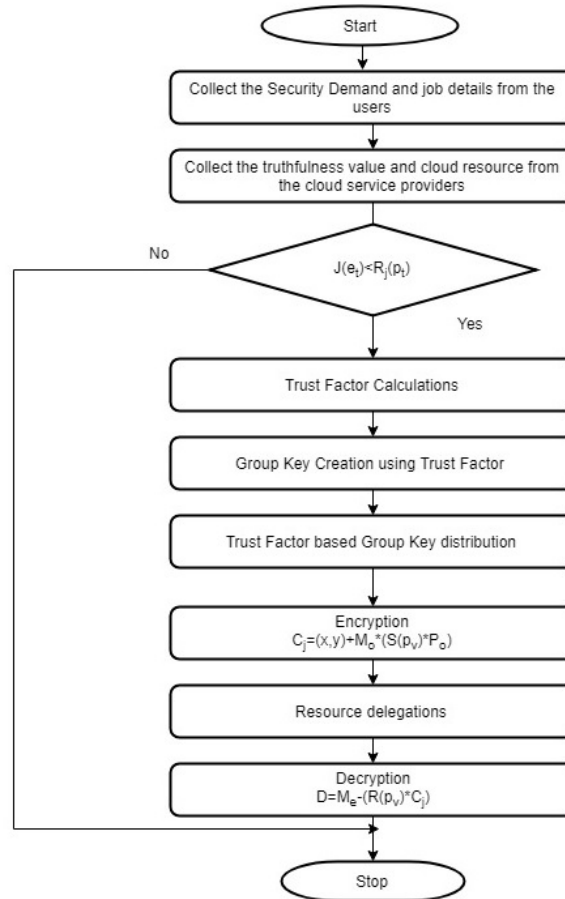 Start
Collect the Security Demand and job details from the
users
Collect the truthfulness value and cloud resource from
the cloud service providers
No
J(eₜ)<Rⱼ(pₜ)
Yes
Trust Factor Calculations
Group Key Creation using Trust Factor
Trust Factor based Group Key distribution
Encryption
Cⱼ=(x,y)+Mₒ*(S(pᵥ)*Pₒ)
Resource delegations
Decryption
D=Mₑ-(R(pᵥ)*Cⱼ)
Stop